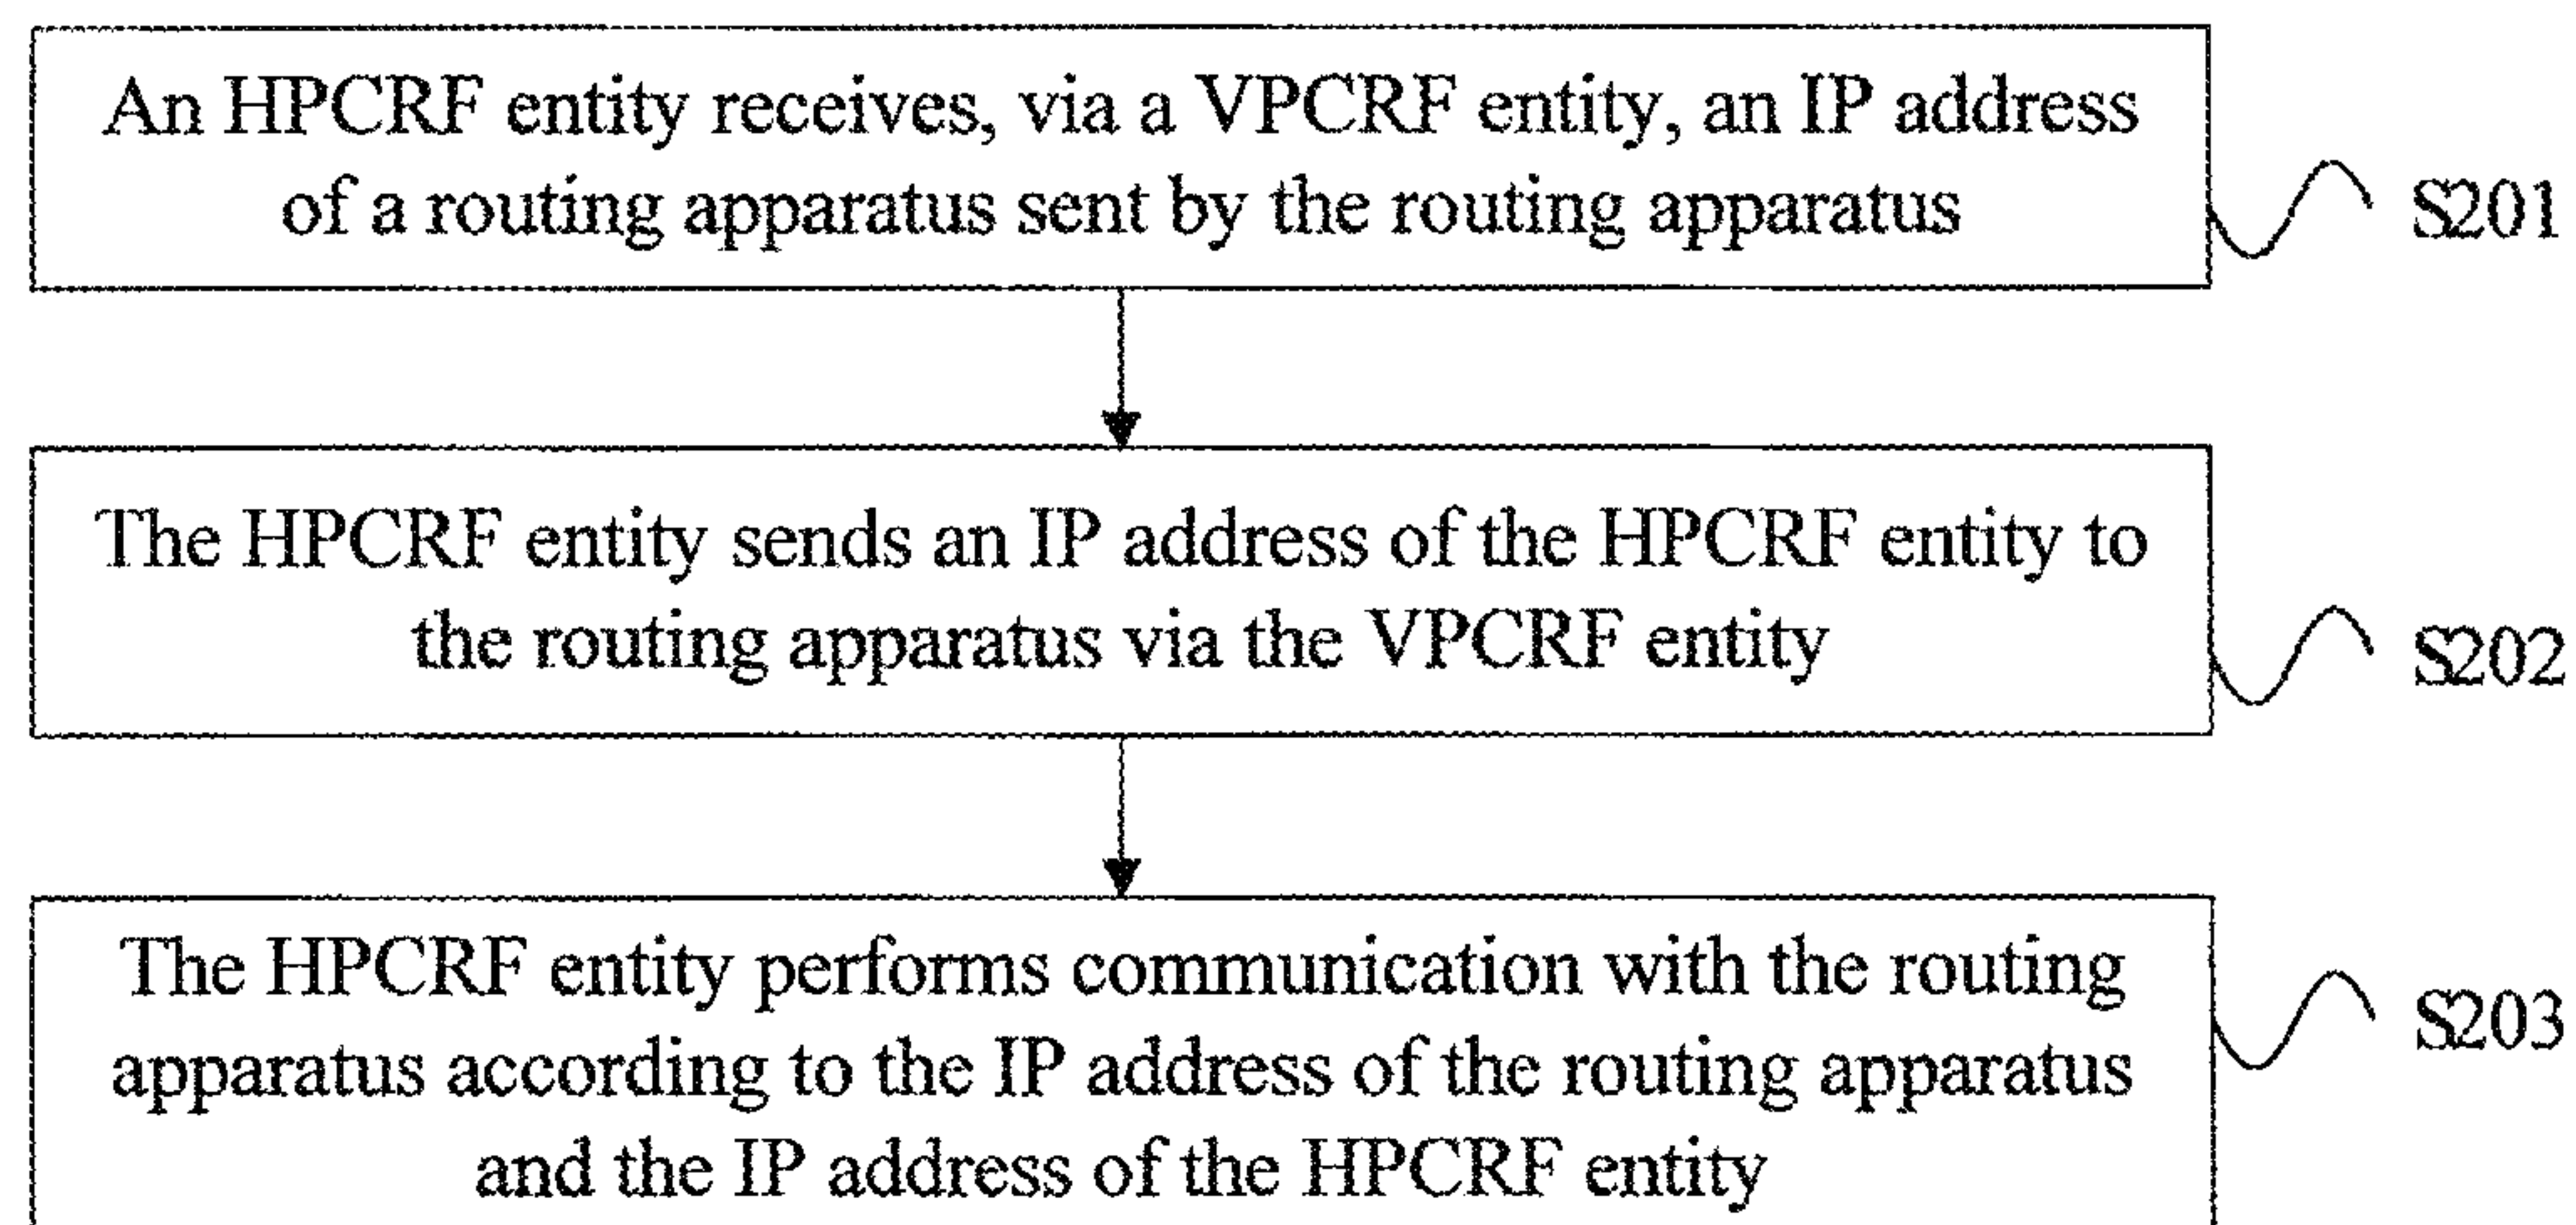 An HPCRF entity receives, via a VPCRF entity, an IP address
of a routing apparatus sent by the routing apparatus
S201
The HPCRF entity sends an IP address of the HPCRF entity to
the routing apparatus via the VPCRF entity
S202
The HPCRF entity performs communication with the routing
apparatus according to the IP address of the routing apparatus
and the IP address of the HPCRF entity
S203